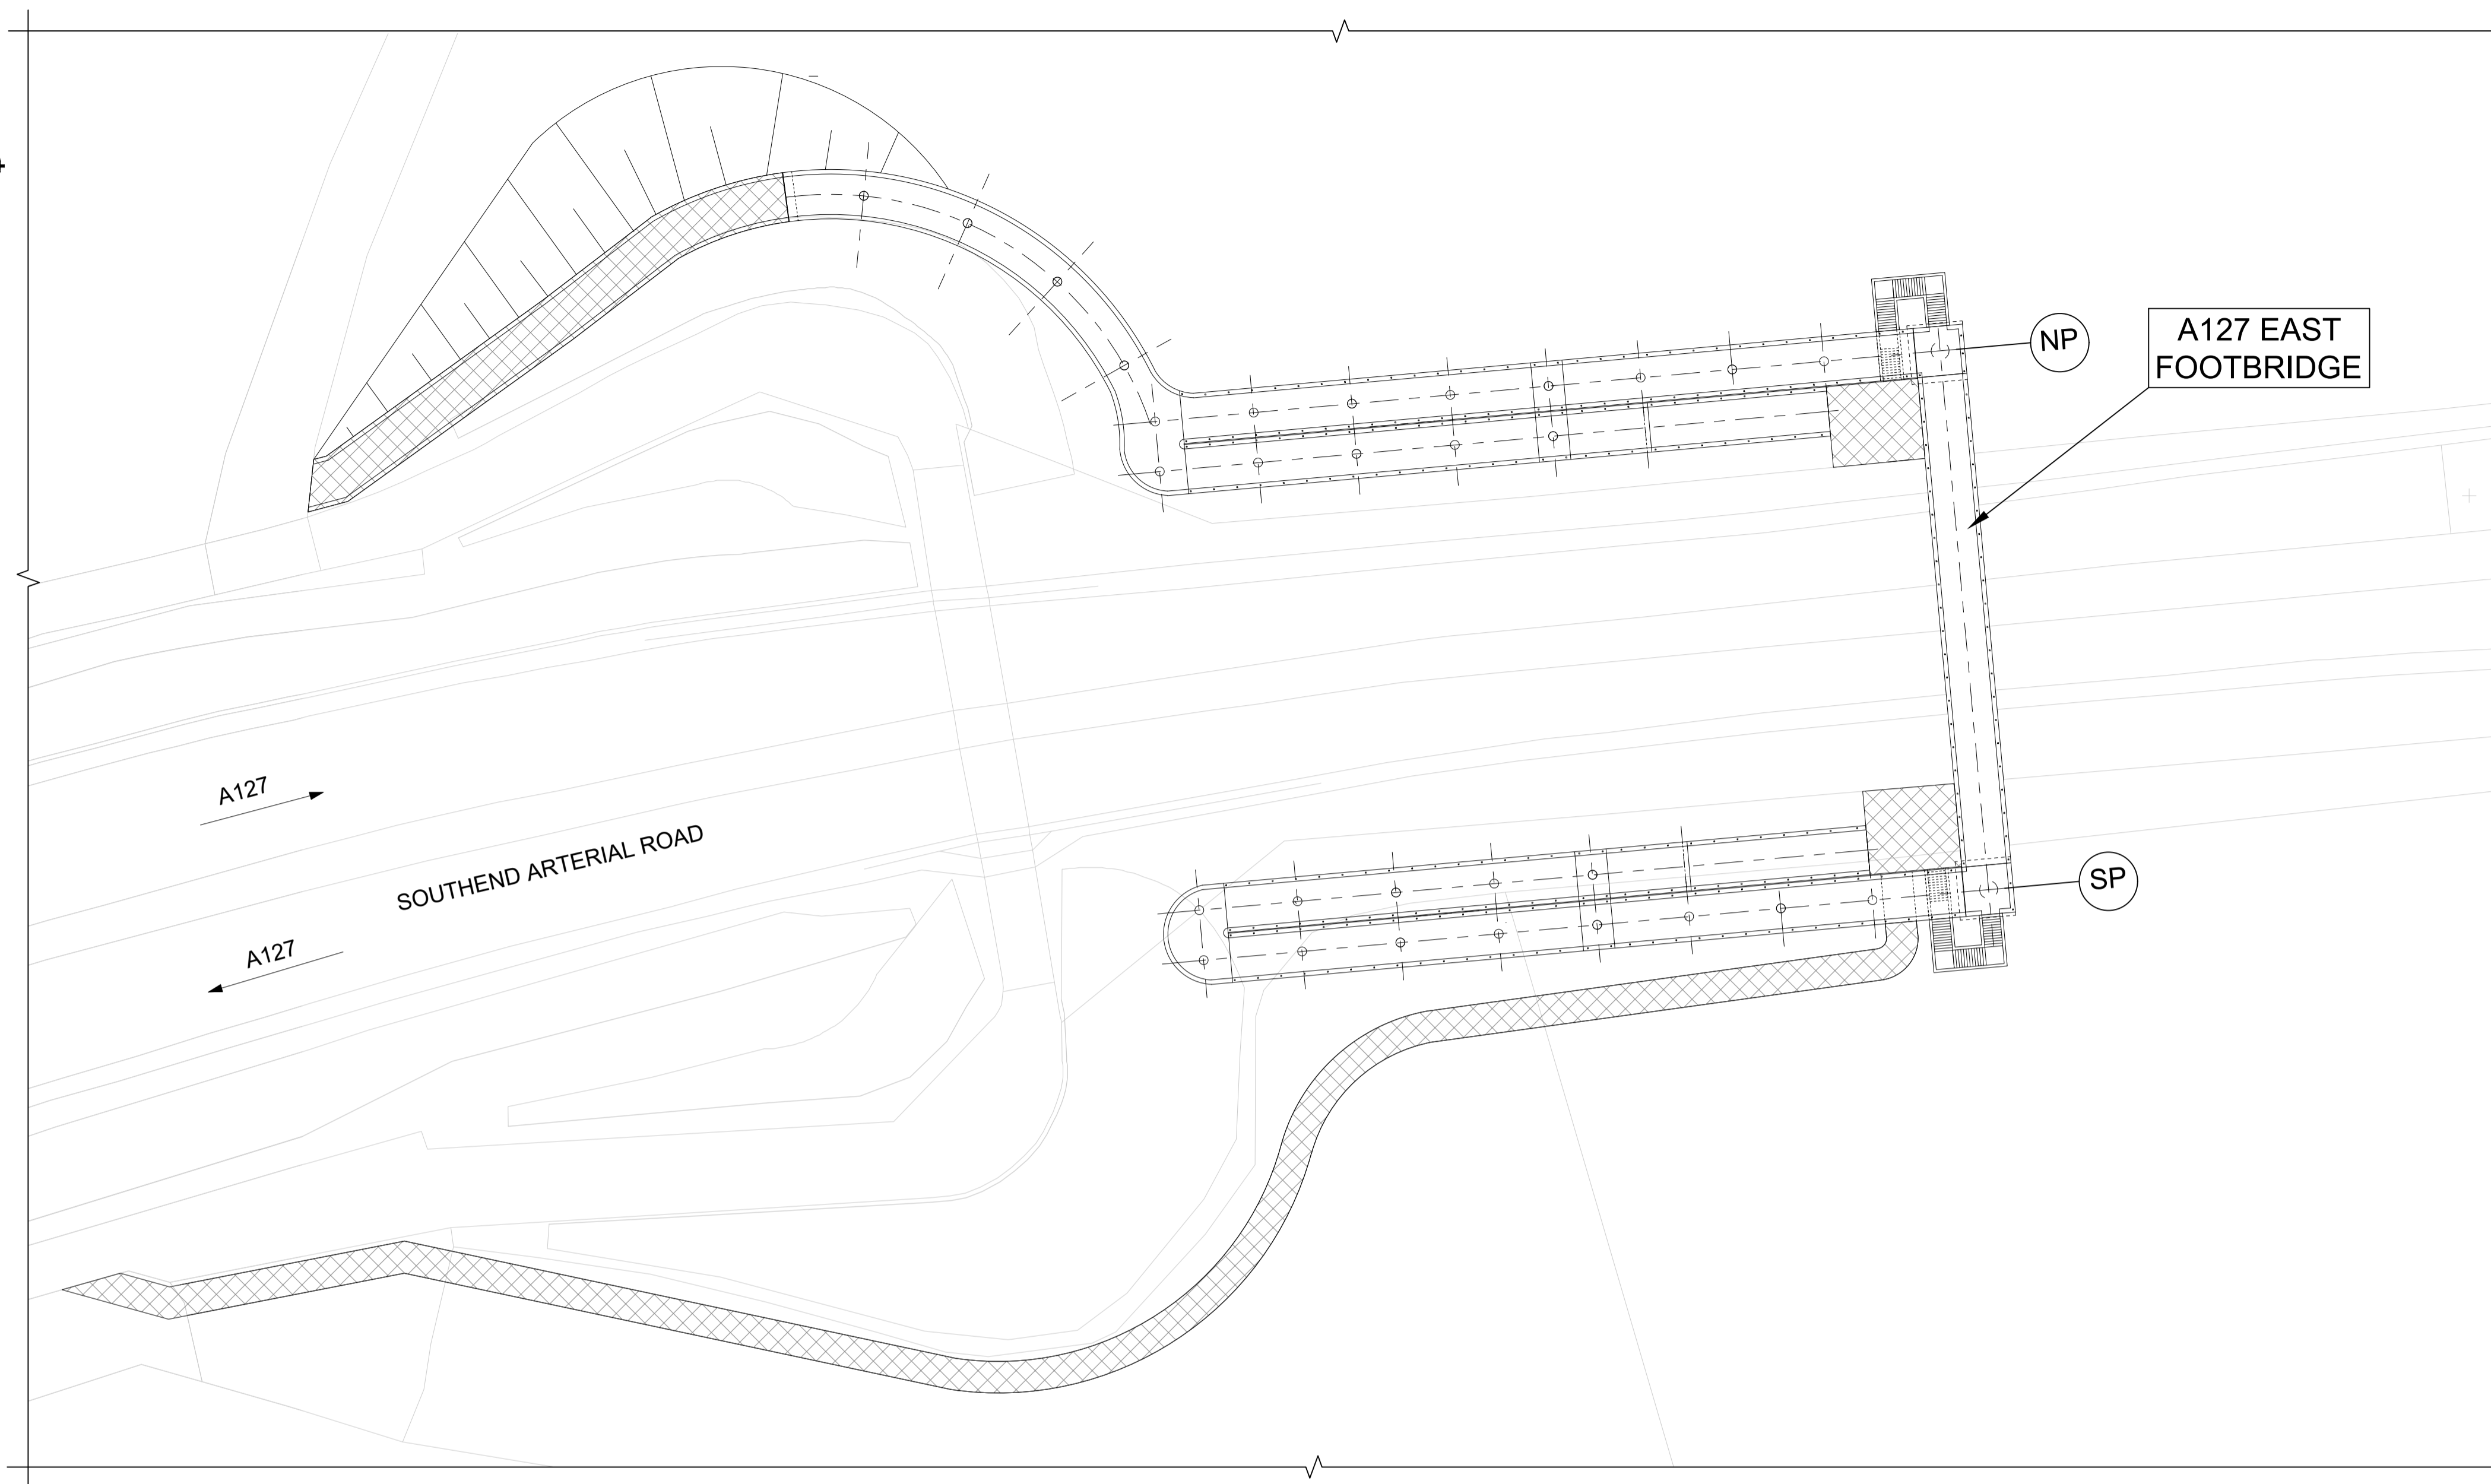 A127 EAST
FOOTBRIDGE
NP
A127
SOUTHEND ARTERIAL ROAD
SP
A127